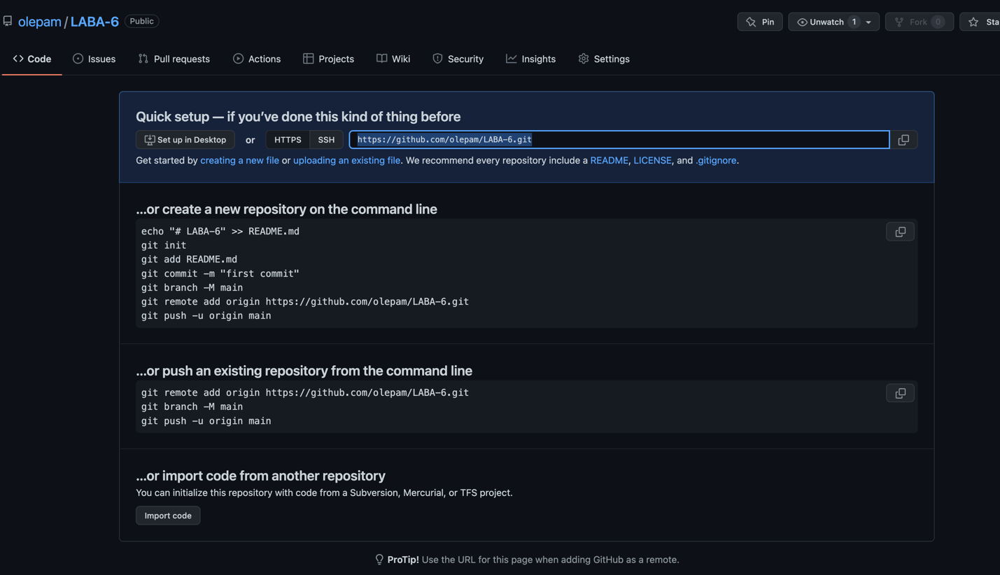 olepam / LABA-6 Public
Pin
Unwatch 1
Fork 0
Sta
Code
Issues
Pull requests
Actions
Projects
Wiki
Security
Insights
Settings
Quick setup — if you’ve done this kind of thing before
Set up in Desktop or HTTPS SSH https://github.com/olepam/LABA-6.git
Get started by creating a new file or uploading an existing file. We recommend every repository include a README, LICENSE, and .gitignore.
…or create a new repository on the command line
echo "# LABA-6" >> README.md
git init
git add README.md
git commit -m "first commit"
git branch -M main
git remote add origin https://github.com/olepam/LABA-6.git
git push -u origin main
…or push an existing repository from the command line
git remote add origin https://github.com/olepam/LABA-6.git
git branch -M main
git push -u origin main
…or import code from another repository
You can initialize this repository with code from a Subversion, Mercurial, or TFS project.
Import code
ProTip! Use the URL for this page when adding GitHub as a remote.